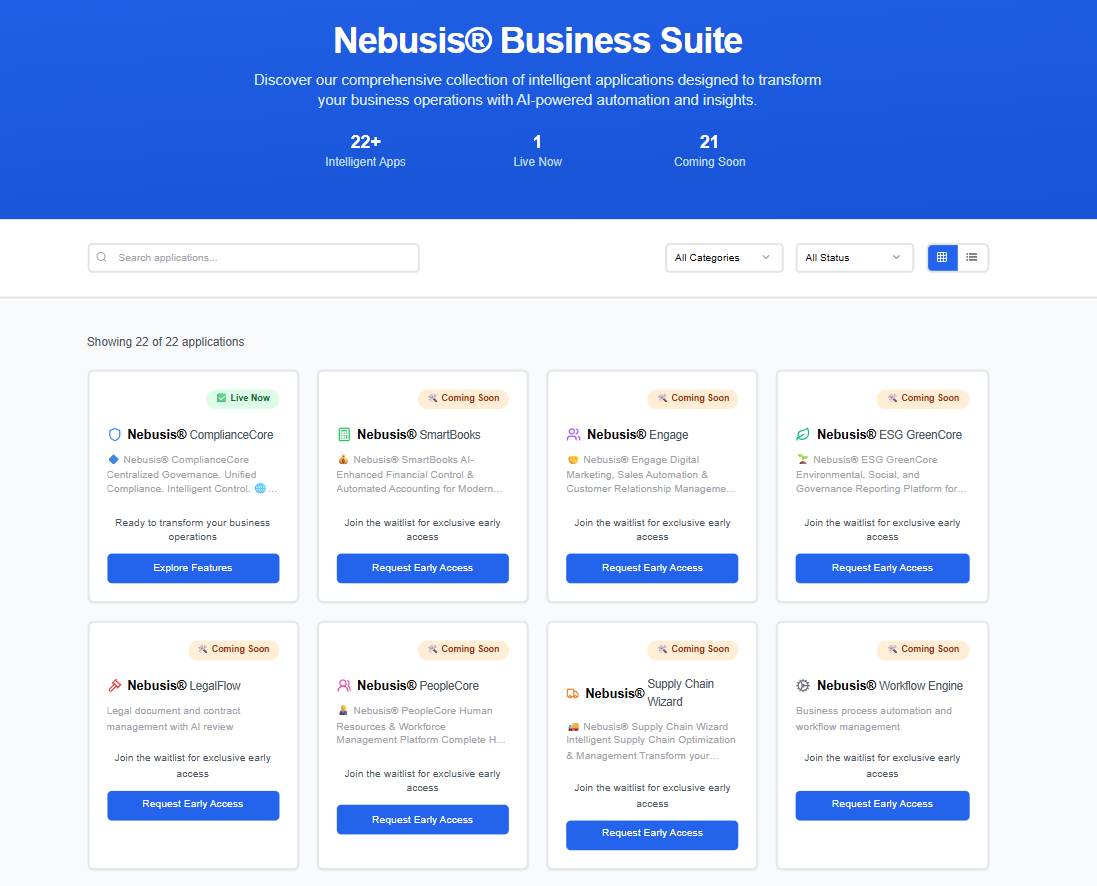 Nebusis® Business Suite
Discover our comprehensive collection of intelligent applications designed to transform
your business operations with AI-powered automation and insights.
22+
Intelligent Apps
1
Live Now
21
Coming Soon
Search applications...
All Categories
All Status
Showing 22 of 22 applications
Live Now
Nebusis® ComplianceCore
Nebusis® ComplianceCore
Centralized Governance. Unified
Compliance. Intelligent Control. 🌐 ...
Ready to transform your business
operations
Explore Features
Coming Soon
Nebusis® SmartBooks
Nebusis® SmartBooks AI-
Enhanced Financial Control &
Automated Accounting for Modern...
Join the waitlist for exclusive early
access
Request Early Access
Coming Soon
Nebusis® Engage
Nebusis® Engage Digital
Marketing, Sales Automation &
Customer Relationship Manageme...
Join the waitlist for exclusive early
access
Request Early Access
Coming Soon
Nebusis® ESG GreenCore
Nebusis® ESG GreenCore
Environmental, Social, and
Governance Reporting Platform for...
Join the waitlist for exclusive early
access
Request Early Access
Coming Soon
Nebusis® LegalFlow
Legal document and contract
management with AI review
Join the waitlist for exclusive early
access
Request Early Access
Coming Soon
Nebusis® PeopleCore
Nebusis® PeopleCore Human
Resources & Workforce
Management Platform Complete H...
Join the waitlist for exclusive early
access
Request Early Access
Coming Soon
Nebusis® Supply Chain
Wizard
Nebusis® Supply Chain Wizard
Intelligent Supply Chain Optimization
& Management Transform your...
Join the waitlist for exclusive early
access
Request Early Access
Coming Soon
Nebusis® Workflow Engine
Business process automation and
workflow management
Join the waitlist for exclusive early
access
Request Early Access